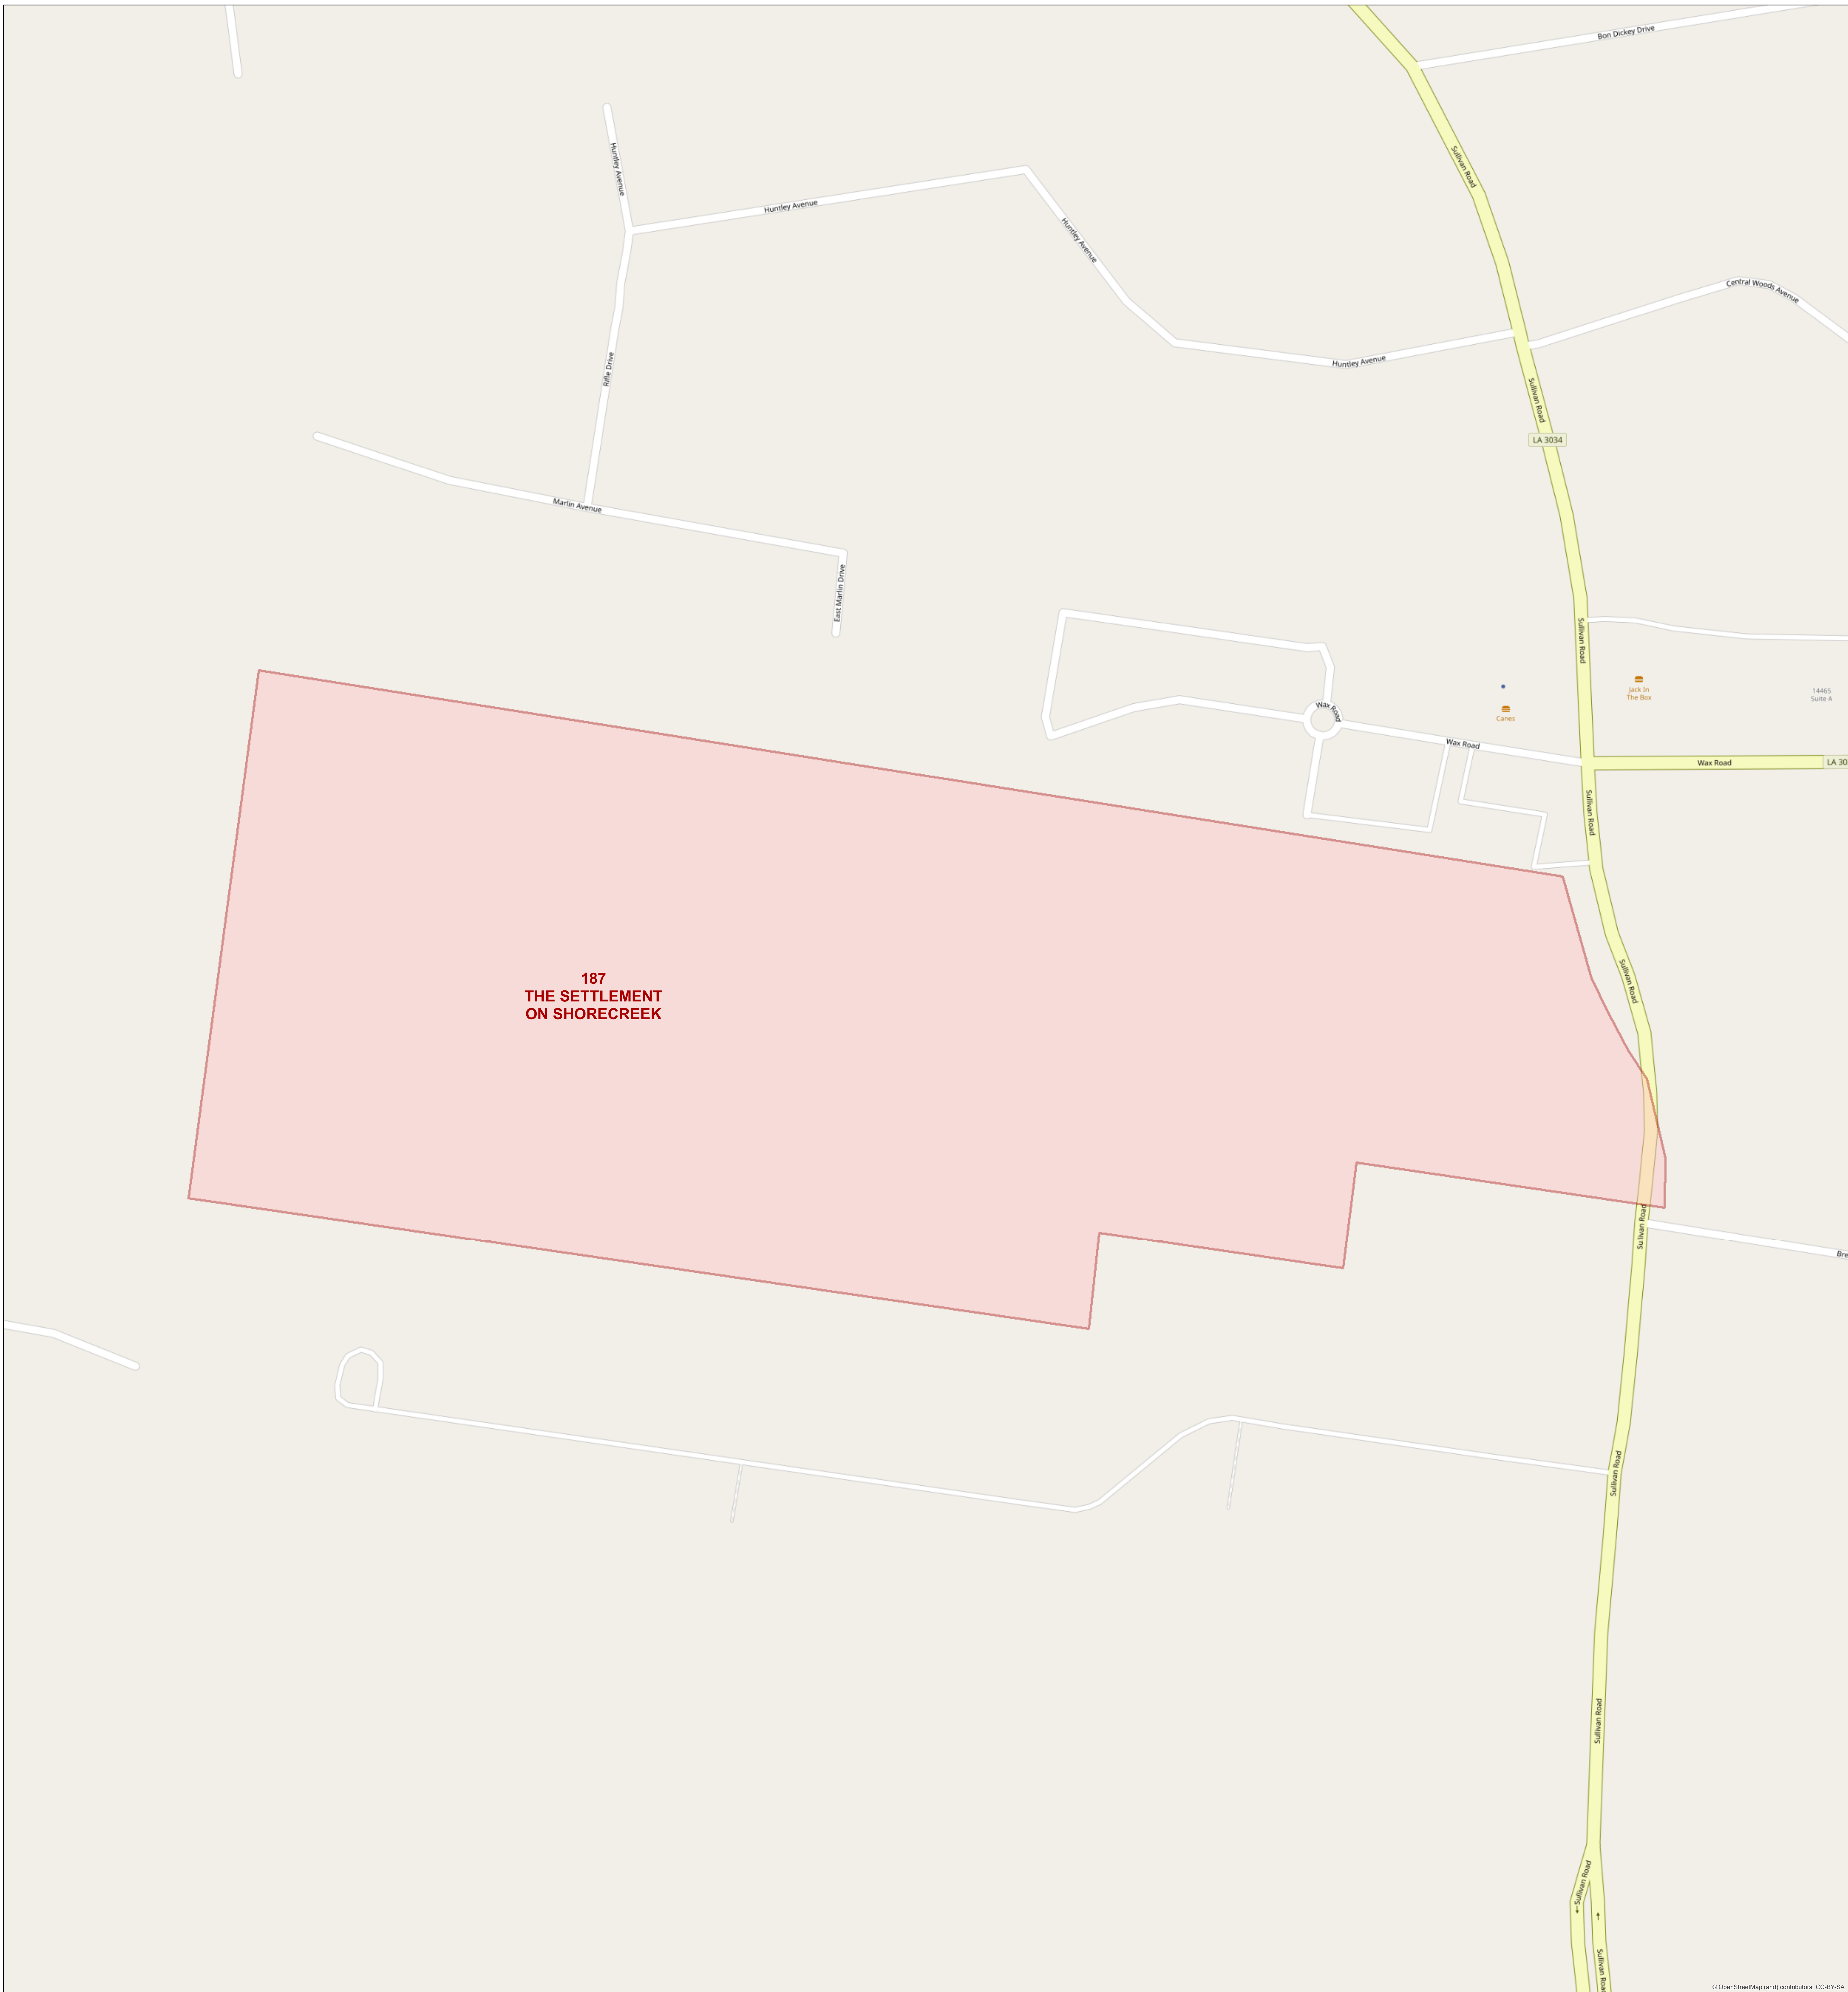 Bon Dickey Drive
Huntley Avenue
Sullivan Road
Huntley Avenue
Huntley Avenue
Central Woods Avenue
Huntley Avenue
Rifle Drive
Sullivan Road
LA 3034
Marlin Avenue
East Marlin Drive
Sullivan Road
Jack In
The Box
14465
Suite A
Canes
Wax Road
Wax Road
Wax Road
LA 30
Sullivan Road
187
THE SETTLEMENT
ON SHORECREEK
Sullivan Road
Sullivan Road
Bre
Sullivan Road
Sullivan Road
Sullivan Road
Sullivan Road
© OpenStreetMap (and) contributors, CC-BY-SA